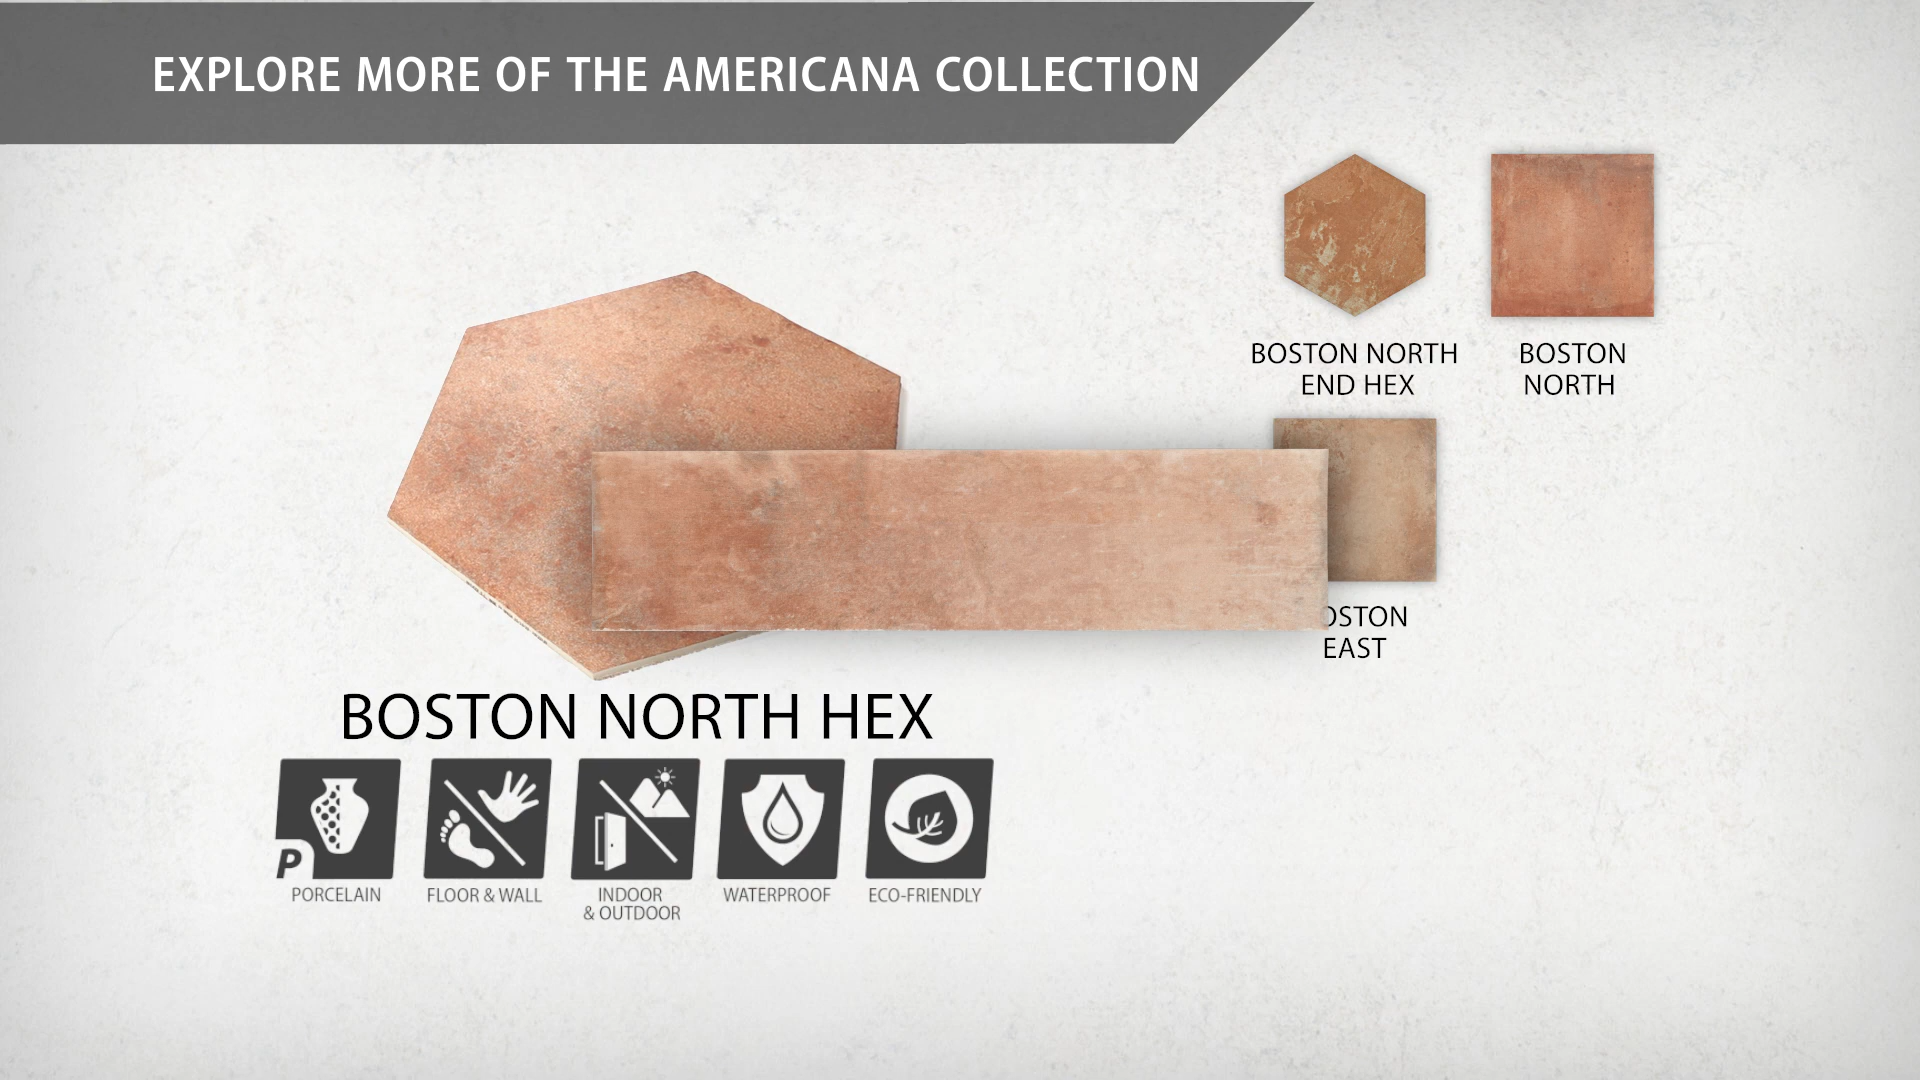 EXPLORE MORE OF THE AMERICANA COLLECTION
BOSTON NORTH
END HEX
BOSTON
NORTH
OSTON
EAST
BOSTON NORTH HEX
P
PORCELAIN
FLOOR & WALL
INDOOR
& OUTDOOR
WATERPROOF
ECO-FRIENDLY